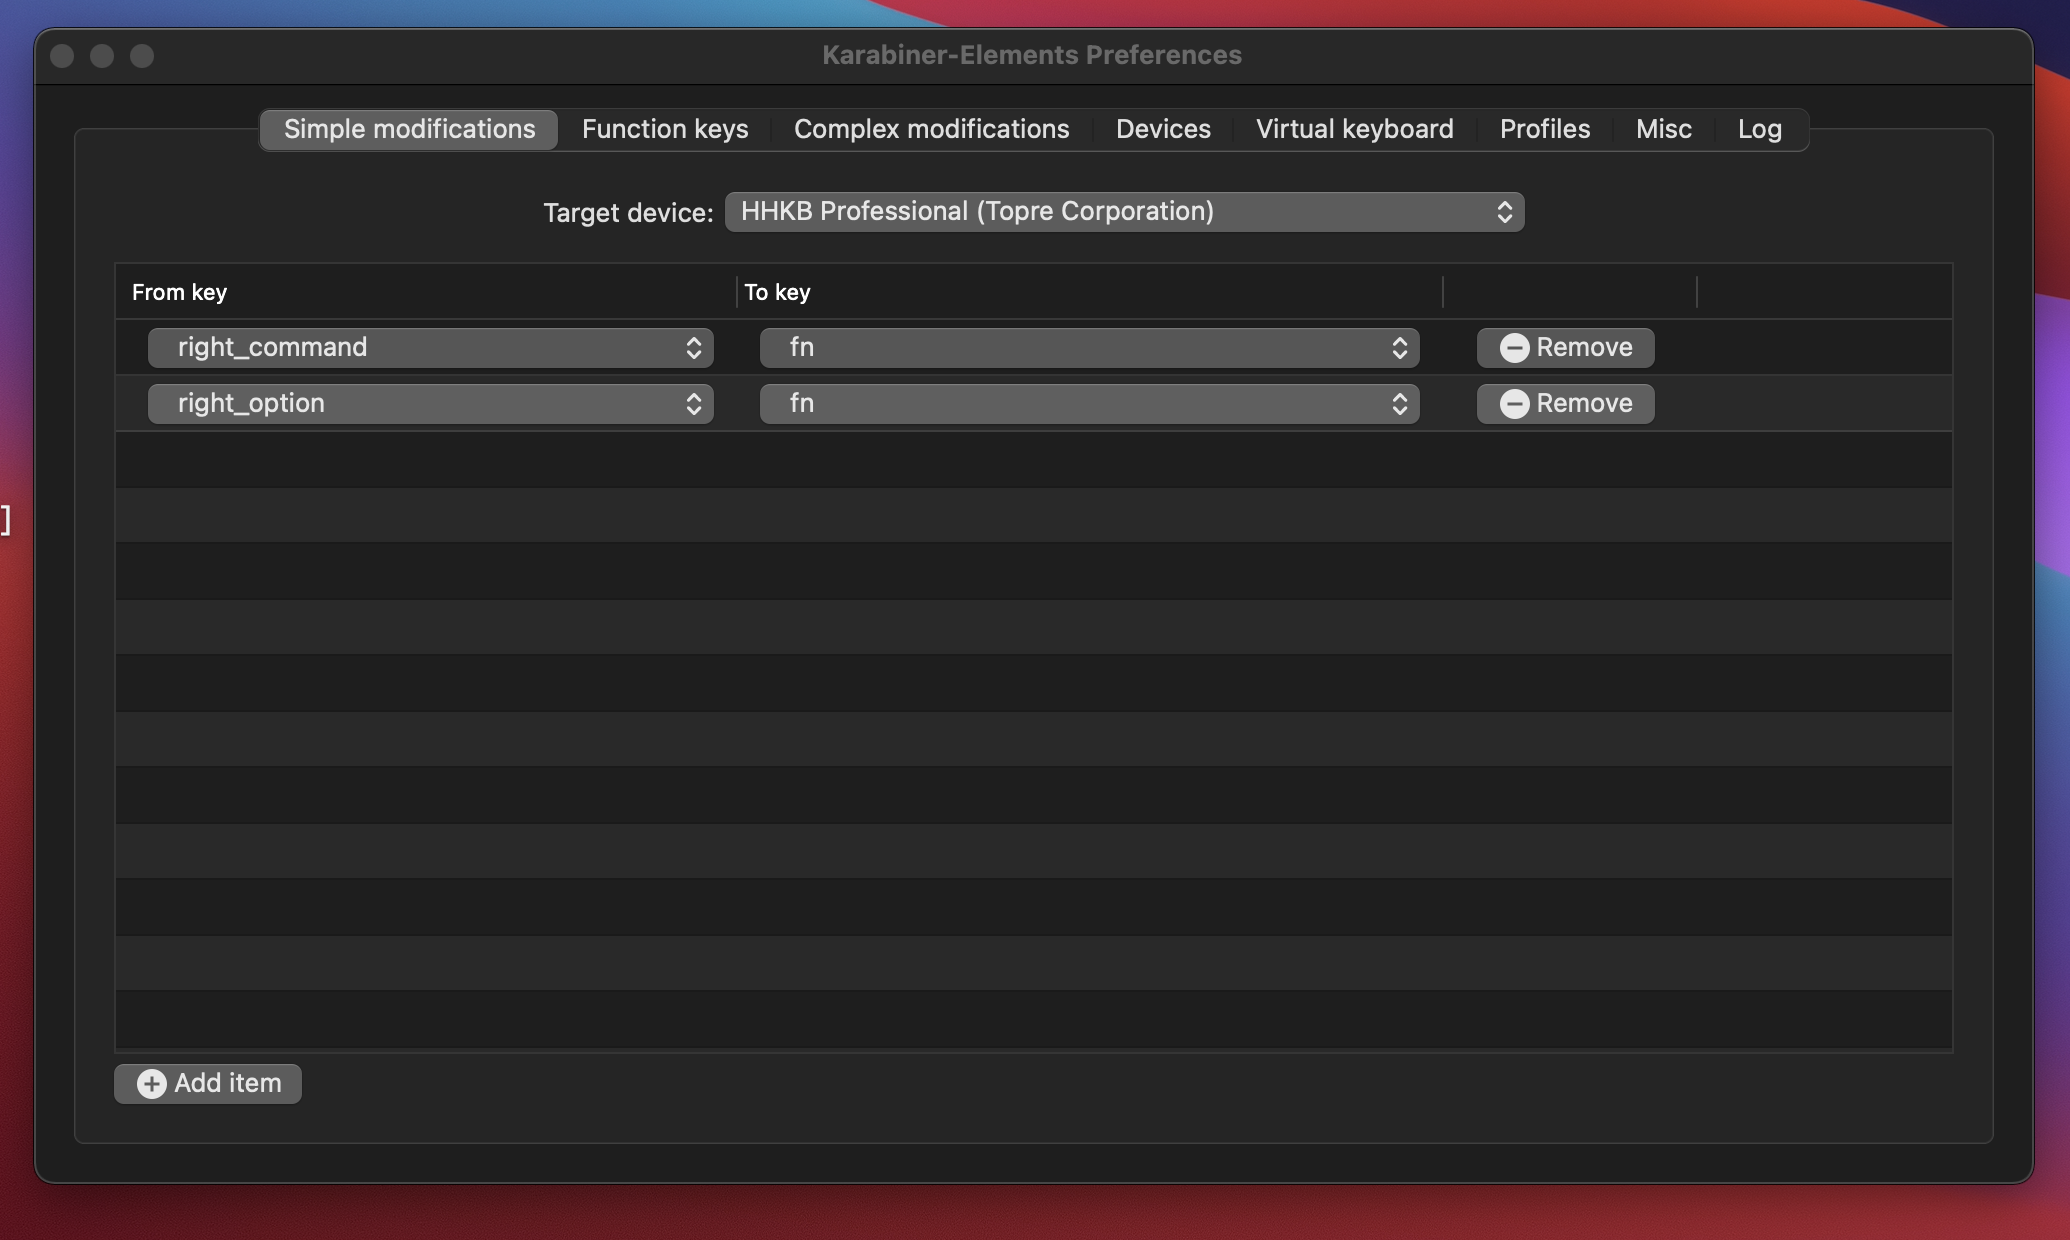 Karabiner-Elements Preferences
Simple modifications Function keys Complex modifications Devices Virtual keyboard Profiles Misc Log
Target device: HHKB Professional (Topre Corporation)
From key To key
right_command fn Remove
right_option fn Remove
]
Add item